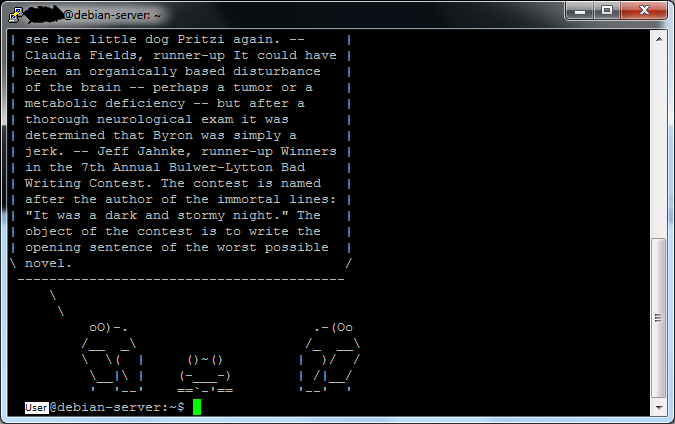 @debian-server: ~
| see her little dog Pritzi again. --     |
| Claudia Fields, runner-up It could have |
| been an organically based disturbance   |
| of the brain -- perhaps a tumor or a    |
| metabolic deficiency -- but after a     |
| thorough neurological exam it was       |
| determined that Byron was simply a      |
| jerk. -- Jeff Jahnke, runner-up Winners |
| in the 7th Annual Bulwer-Lytton Bad     |
| Writing Contest. The contest is named   |
| after the author of the immortal lines: |
| "It was a dark and stormy night." The   |
| object of the contest is to write the   |
| opening sentence of the worst possible  |
\ novel.                                  /
 -----------------------------------------
     \
      \
          oO)-.                       .-(Oo
         /__  _\                     /_  __\
         \  \(  |     ()~()         |  )/  /
          \__|\ |    (-___-)        | /|__/
          '  '--'    ==`-'==        '--'  '
User@debian-server:~$